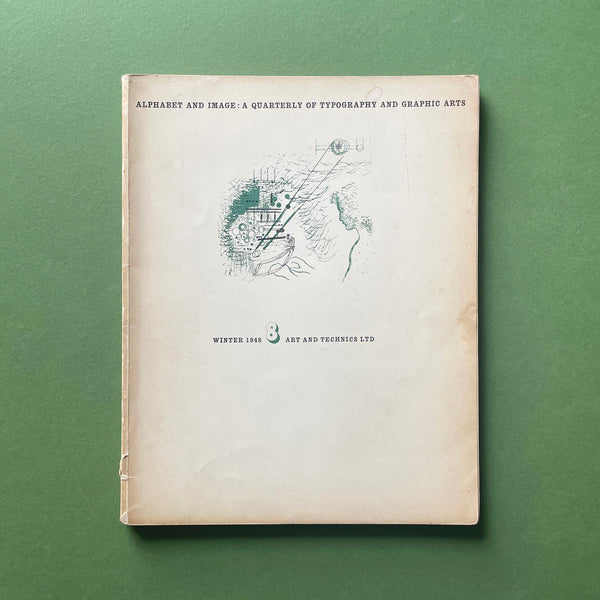 ALPHABET AND IMAGE: A QUARTERLY OF TYPOGRAPHY AND GRAPHIC ARTS
WINTER 1948 8 ART AND TECHNICS LTD